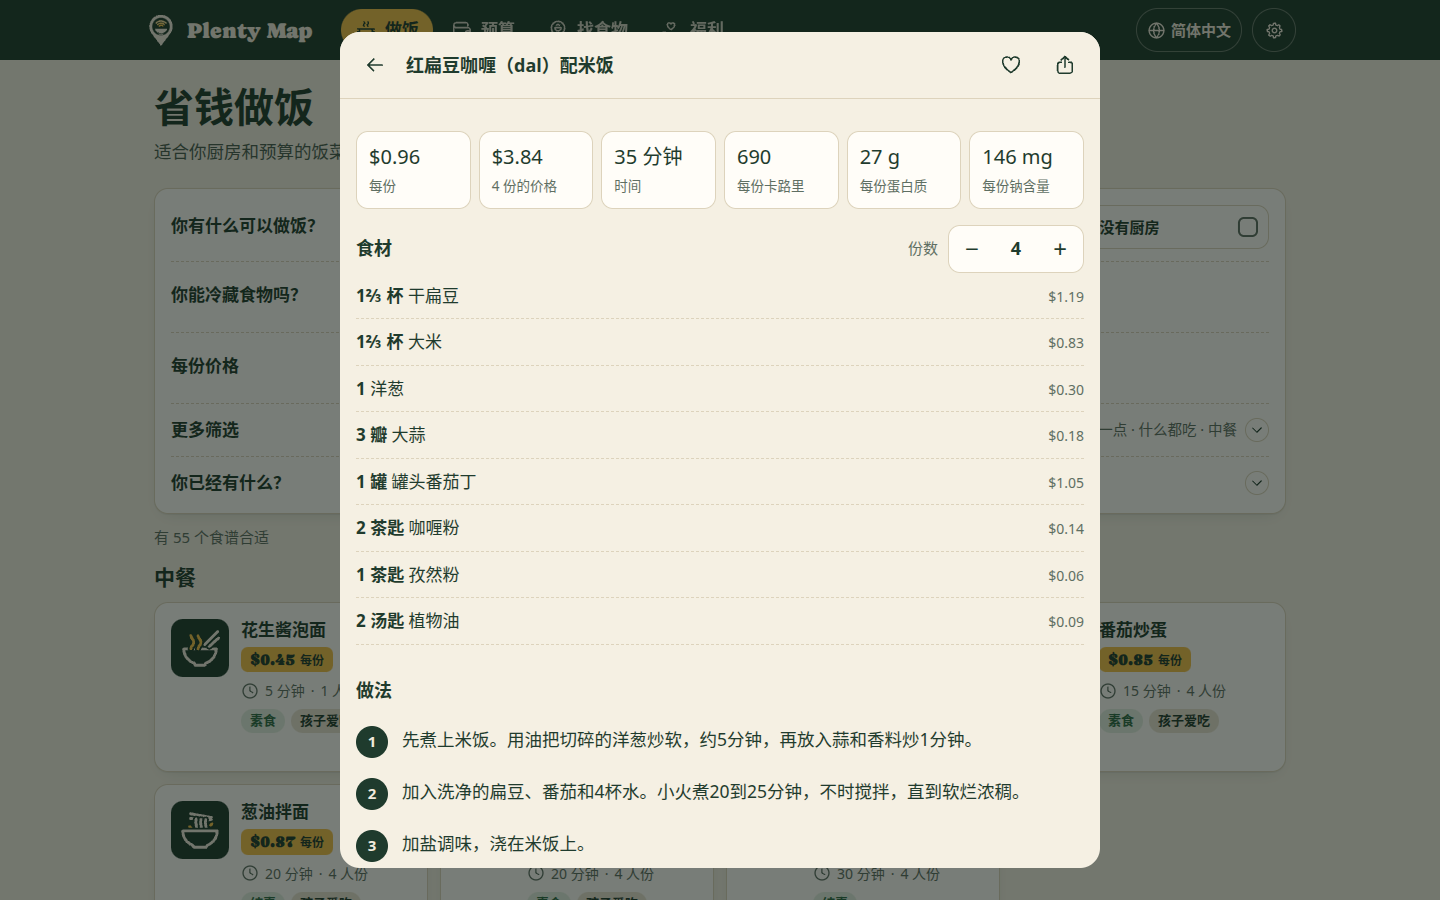 Plenty Map
做饭
预算
找食物
福利
简体中文
省钱做饭
适合你厨房和预算的饭菜
你有什么可以做饭？
没有厨房
你能冷藏食物吗？
每份价格
更多筛选
一点 · 什么都吃 · 中餐
你已经有什么？
有 55 个食谱合适
中餐
花生酱泡面
$0.45 每份
5 分钟 · 1 人
素食
孩子爱
番茄炒蛋
$0.85 每份
15 分钟 · 4 人份
素食
孩子爱吃
葱油拌面
$0.87 每份
20 分钟 · 4 人份
20 分钟 · 4 人份
30 分钟 · 4 人份
红扁豆咖喱（dal）配米饭
$0.96
每份
$3.84
4 份的价格
35 分钟
时间
690
每份卡路里
27 g
每份蛋白质
146 mg
每份钠含量
食材
份数
− 4 +
1⅔ 杯 干扁豆 $1.19
1⅔ 杯 大米 $0.83
1 洋葱 $0.30
3 瓣 大蒜 $0.18
1 罐 罐头番茄丁 $1.05
2 茶匙 咖喱粉 $0.14
1 茶匙 孜然粉 $0.06
2 汤匙 植物油 $0.09
做法
1 先煮上米饭。用油把切碎的洋葱炒软，约5分钟，再放入蒜和香料炒1分钟。
2 加入洗净的扁豆、番茄和4杯水。小火煮20到25分钟，不时搅拌，直到软烂浓稠。
3 加盐调味，浇在米饭上。